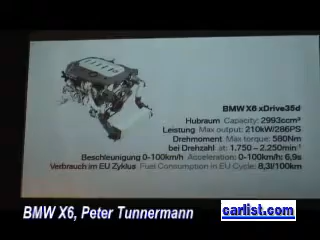 BMW X6 xDrive35d
Hubraum Capacity: 2993ccm³
Leistung Max output: 210kW/286PS
Drehmoment Max torque: 580Nm
bei Drehzahl at: 1.750 – 2.250min⁻¹
Beschleunigung 0-100km/h Acceleration: 0-100km/h: 6,9s
Verbrauch im EU Zyklus Fuel Consumption in EU Cycle: 8,3l/100km
BMW X6, Peter Tunnermann
carlist.com